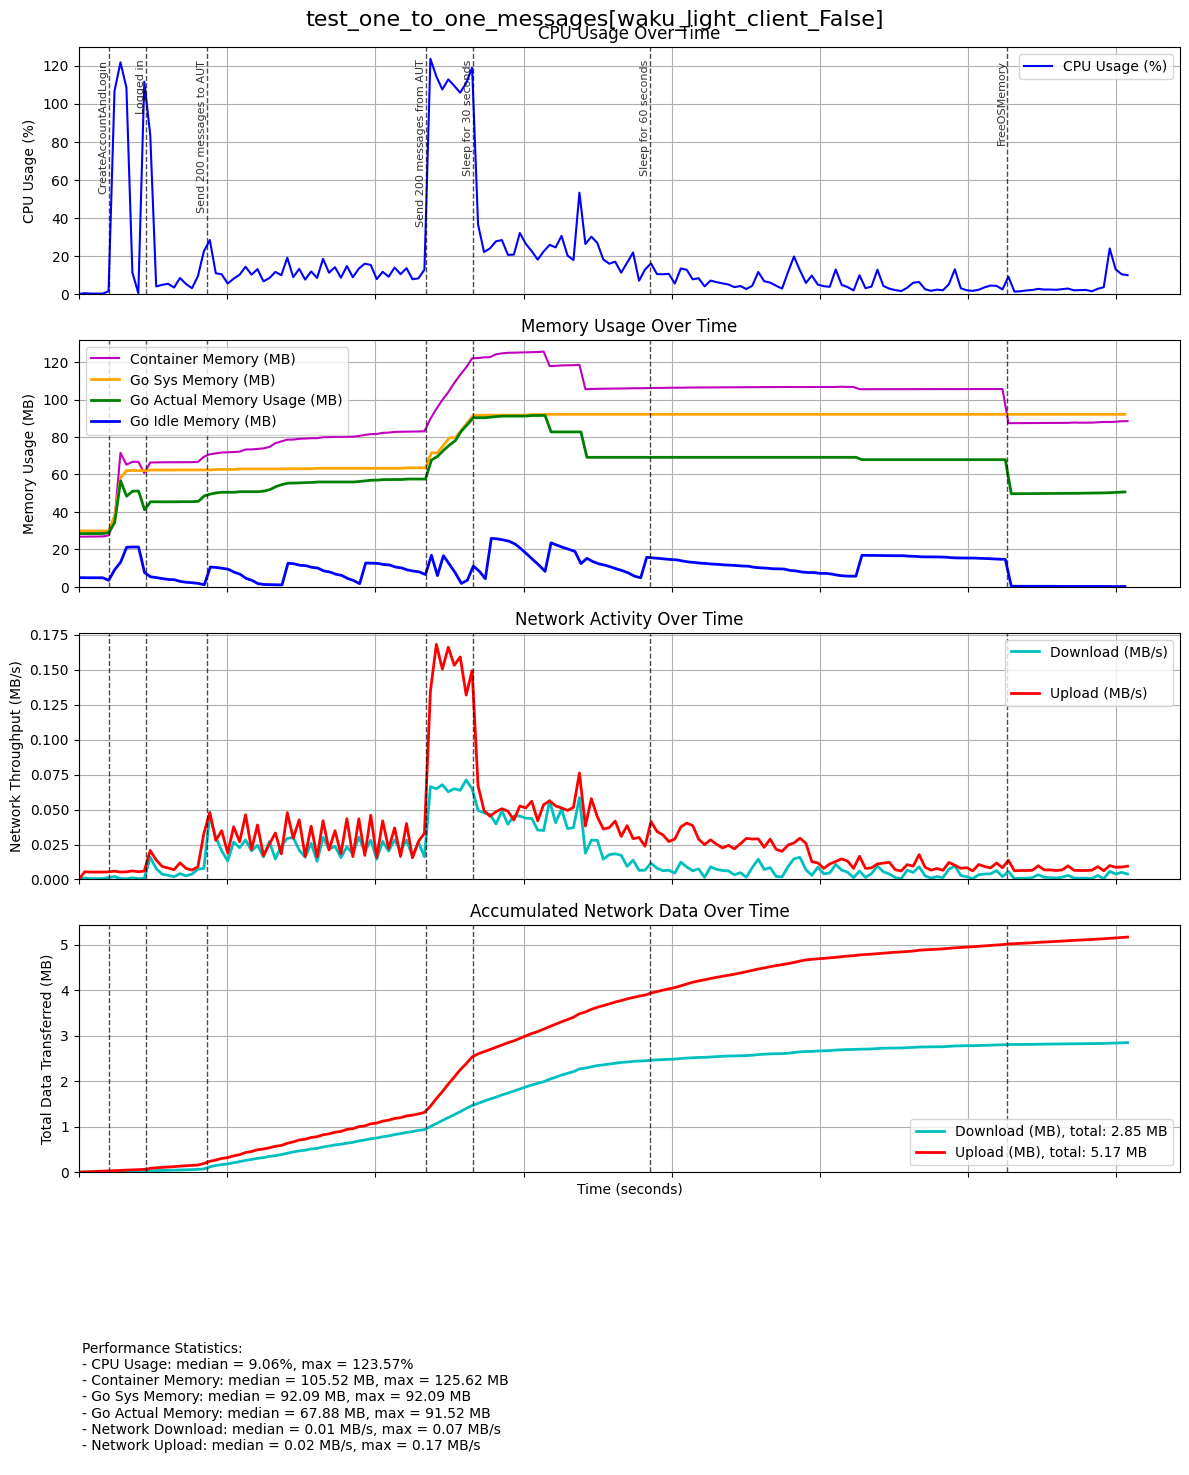 test_one_to_one_messages[waku_light_client_False]
CPU Usage Over Time
CPU Usage (%)
120
100
80
60
40
20
0
CreateAccountAndLogin
Logged in
Send 200 messages to AUT
Send 200 messages from AUT
Sleep for 30 seconds
Sleep for 60 seconds
FreeOSMemory
CPU Usage (%)
Memory Usage Over Time
Memory Usage (MB)
120
100
80
60
40
20
0
Container Memory (MB)
Go Sys Memory (MB)
Go Actual Memory Usage (MB)
Go Idle Memory (MB)
Network Activity Over Time
Network Throughput (MB/s)
0.175
0.150
0.125
0.100
0.075
0.050
0.025
0.000
Download (MB/s)
Upload (MB/s)
Accumulated Network Data Over Time
Total Data Transferred (MB)
5
4
3
2
1
0
Download (MB), total: 2.85 MB
Upload (MB), total: 5.17 MB
Time (seconds)
Performance Statistics:
- CPU Usage: median = 9.06%, max = 123.57%
- Container Memory: median = 105.52 MB, max = 125.62 MB
- Go Sys Memory: median = 92.09 MB, max = 92.09 MB
- Go Actual Memory: median = 67.88 MB, max = 91.52 MB
- Network Download: median = 0.01 MB/s, max = 0.07 MB/s
- Network Upload: median = 0.02 MB/s, max = 0.17 MB/s